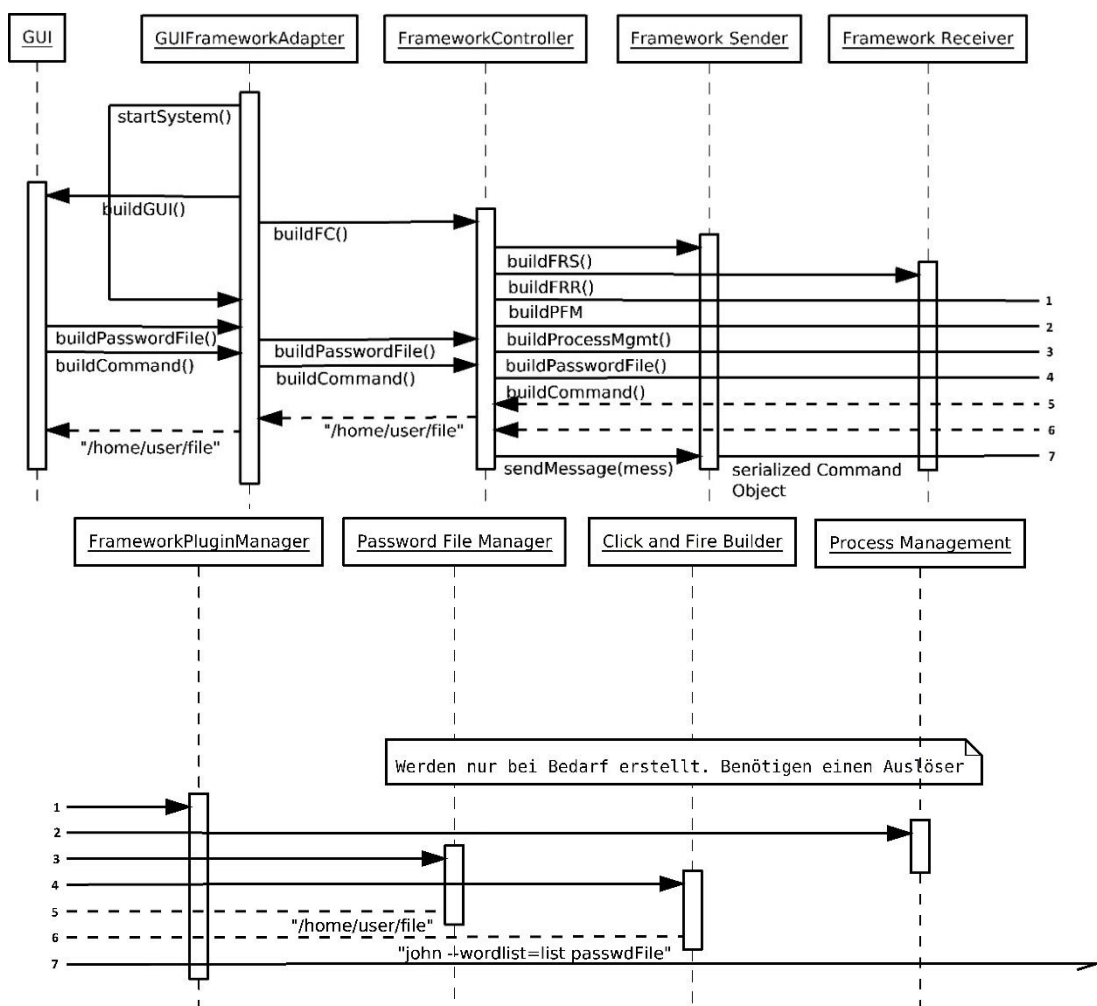 GUI
GUIFrameworkAdapter
FrameworkController
Framework Sender
Framework Receiver
startSystem()
buildGUI()
buildFC()
buildFRS()
buildFRR()
1
buildPFM
2
buildPasswordFile()
buildPasswordFile()
buildProcessMgmt()
3
buildCommand()
buildCommand()
buildPasswordFile()
4
buildCommand()
5
"/home/user/file"
"/home/user/file"
6
sendMessage(mess)
serialized Command
Object
7
FrameworkPluginManager
Password File Manager
Click and Fire Builder
Process Management
Werden nur bei Bedarf erstellt. Benötigen einen Auslöser
1
2
3
4
5
"/home/user/file"
6
"john --wordlist=list passwdFile"
7